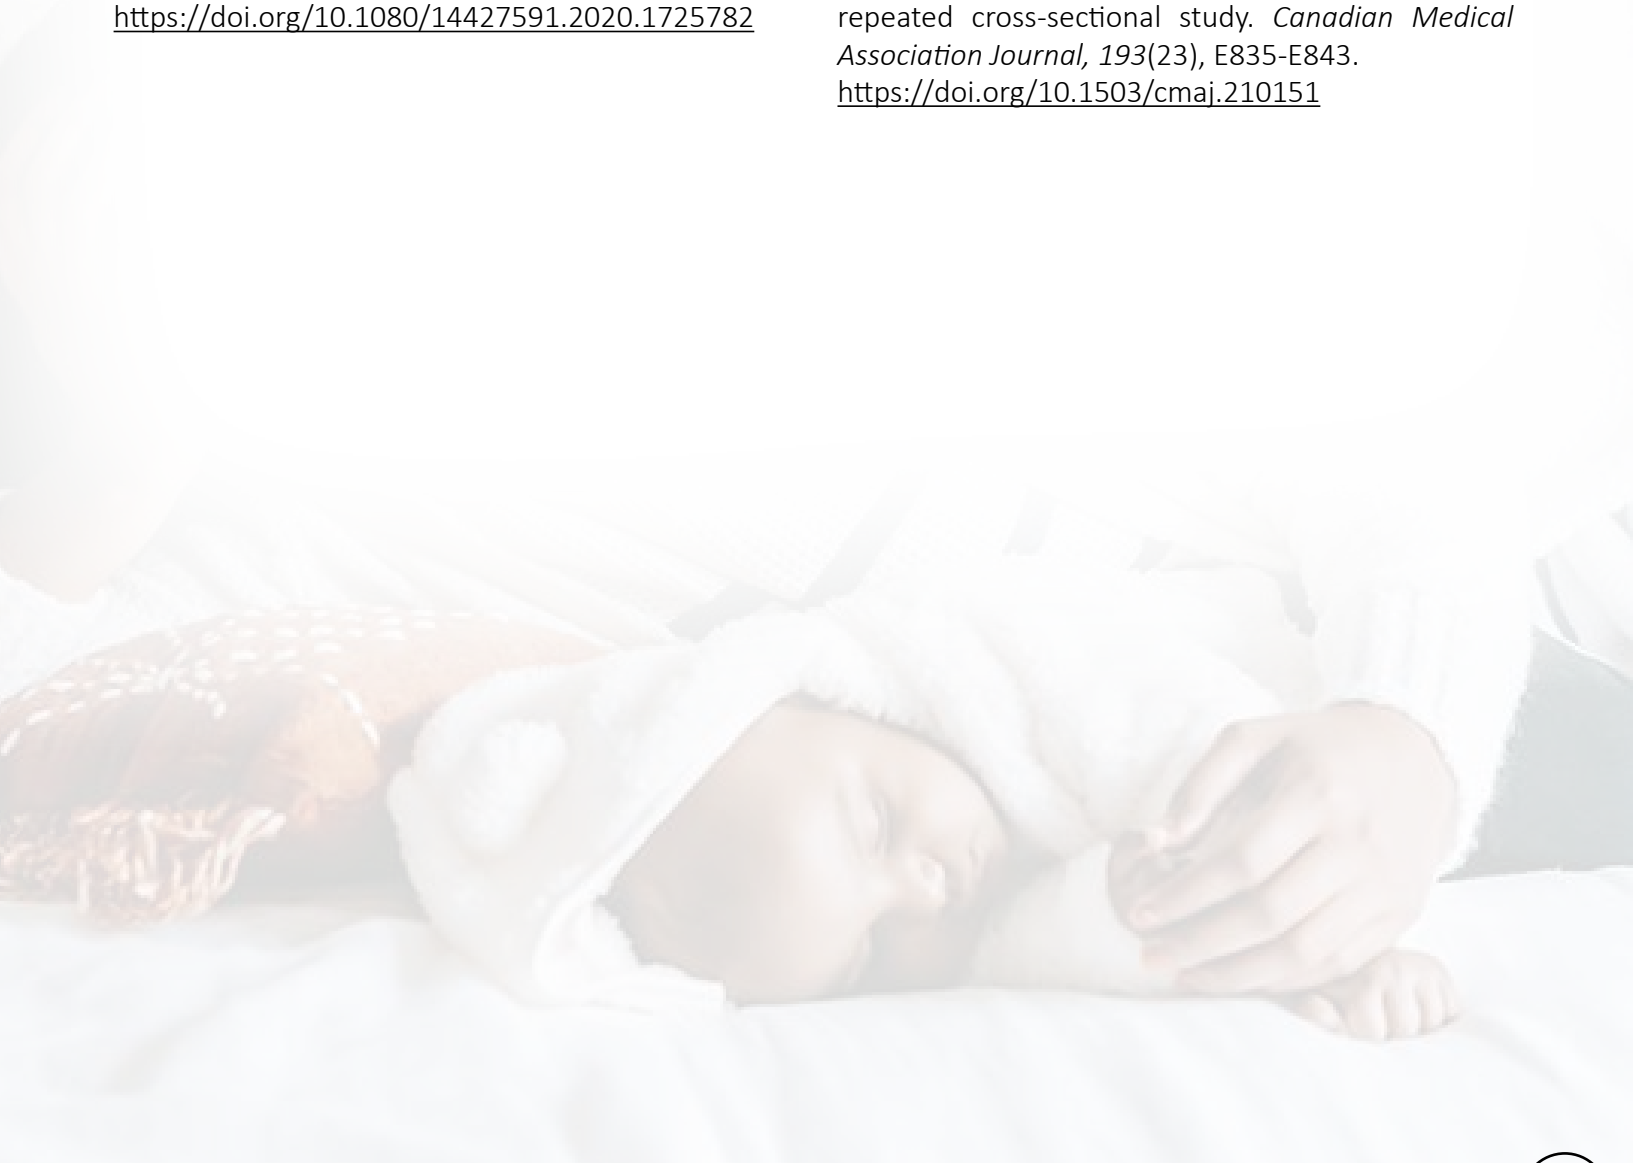 https://doi.org/10.1080/14427591.2020.1725782
repeated cross-sectional study. Canadian Medical
Association Journal, 193(23), E835-E843.
https://doi.org/10.1503/cmaj.210151